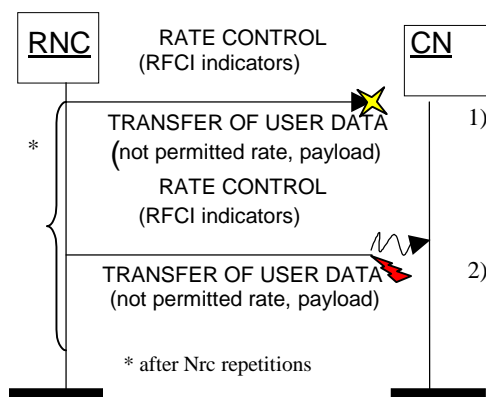 RNC
CN
RATE CONTROL
(RFCI indicators)
1)
TRANSFER OF USER DATA
*
(not permitted rate, payload)
RATE CONTROL
(RFCI indicators)
TRANSFER OF USER DATA
2)
(not permitted rate, payload)
* after Nrc repetitions